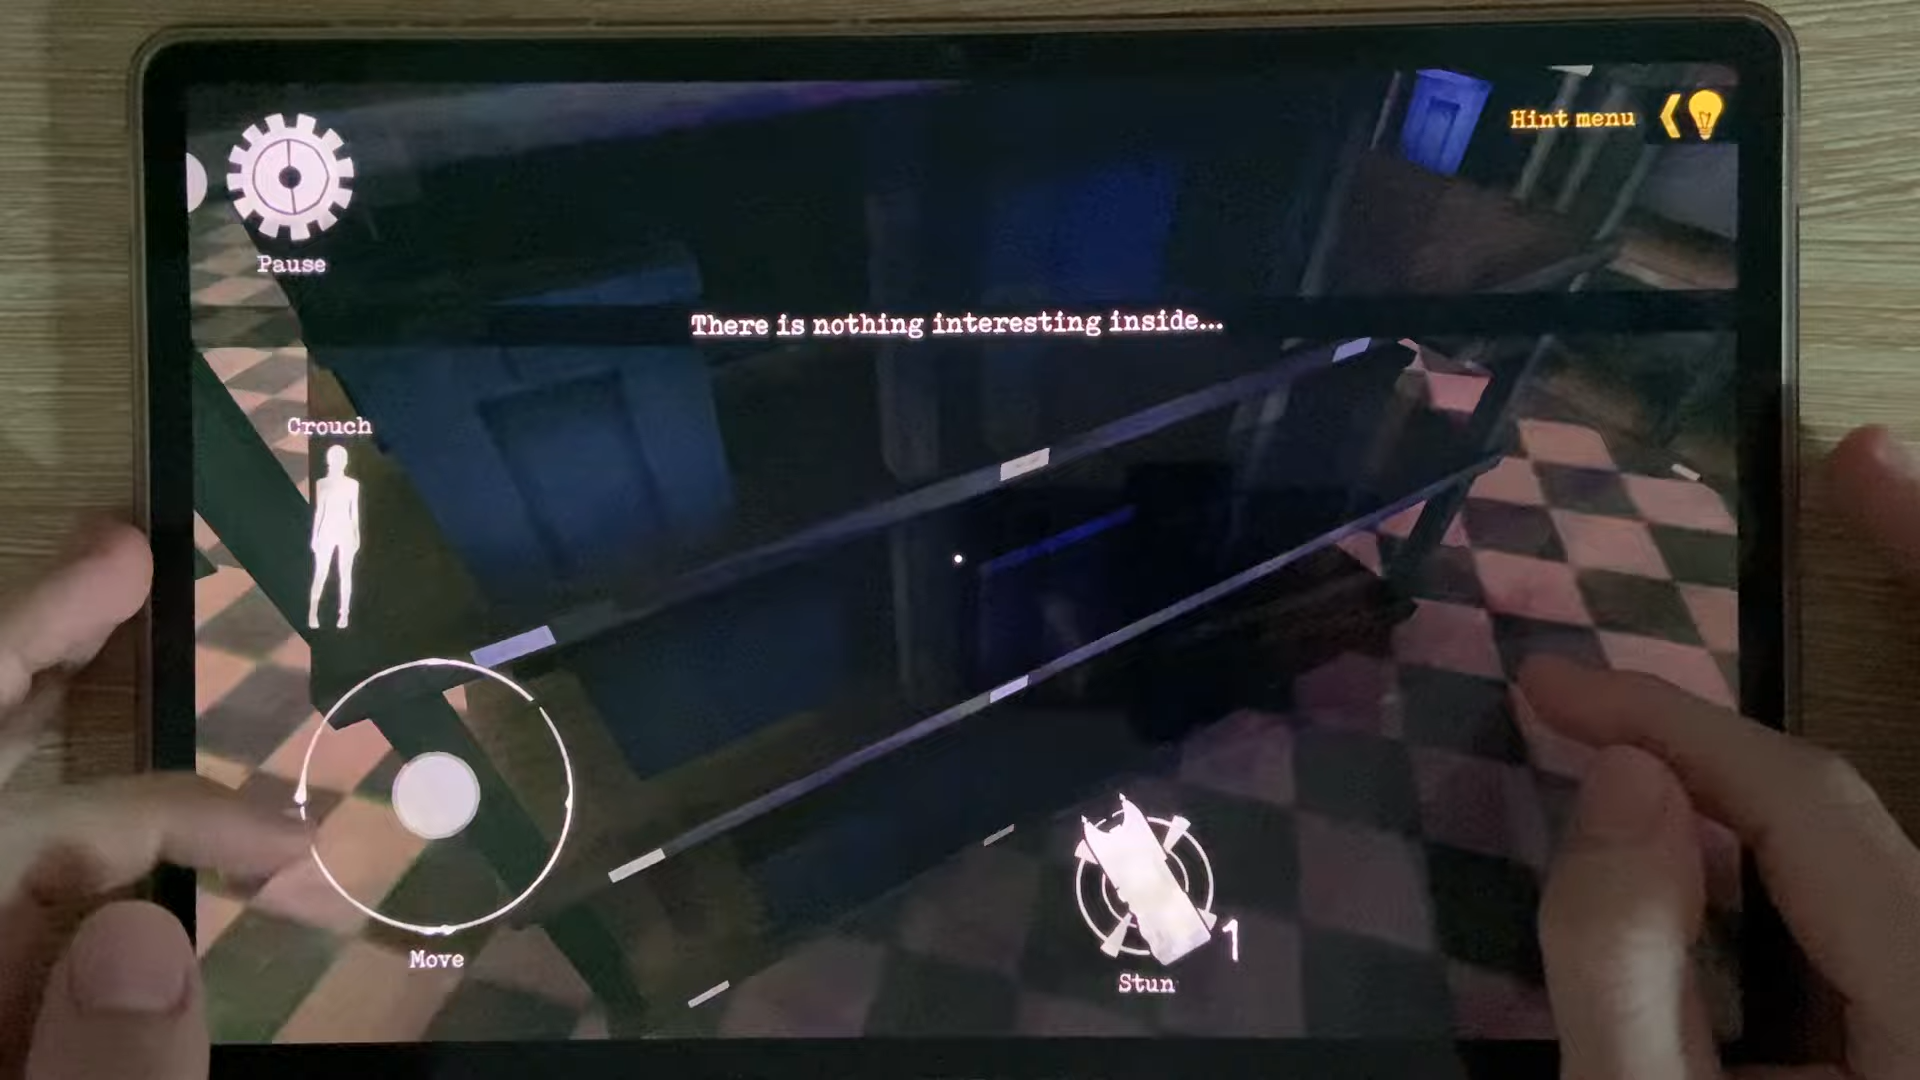 Hint menu
Pause
There is nothing interesting inside...
Crouch
Move
1
Stun